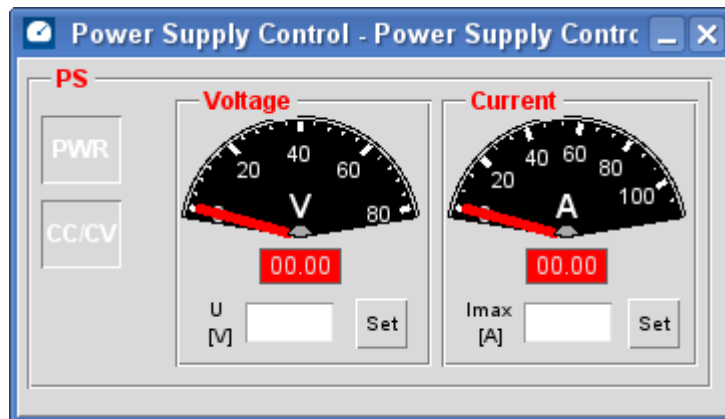 Power Supply Control - Power Supply Contro
PS
PWR
CC/CV
Voltage
20
40
60
80
V
00.00
U
[V]
Set
Current
20
40
60
80
100
A
00.00
Imax
[A]
Set